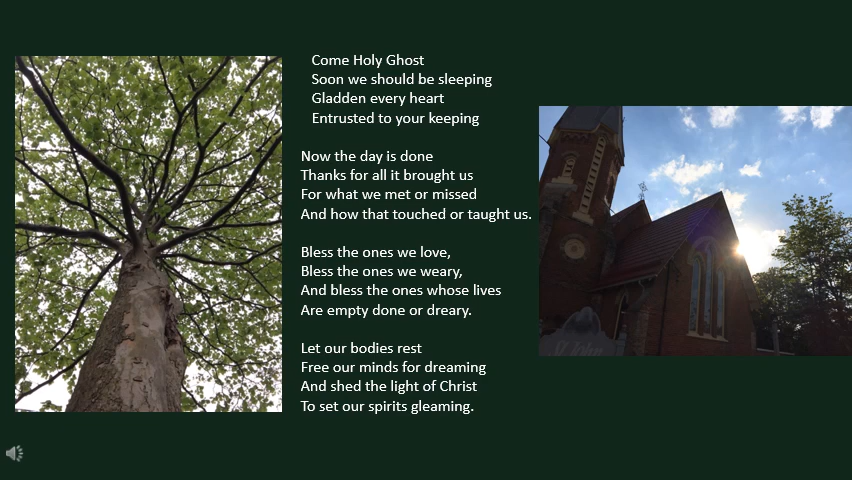 Come Holy Ghost
Soon we should be sleeping
Gladden every heart
Entrusted to your keeping
Now the day is done
Thanks for all it brought us
For what we met or missed
And how that touched or taught us.
Bless the ones we love,
Bless the ones we weary,
And bless the ones whose lives
Are empty done or dreary.
Let our bodies rest
Free our minds for dreaming
And shed the light of Christ
To set our spirits gleaming.